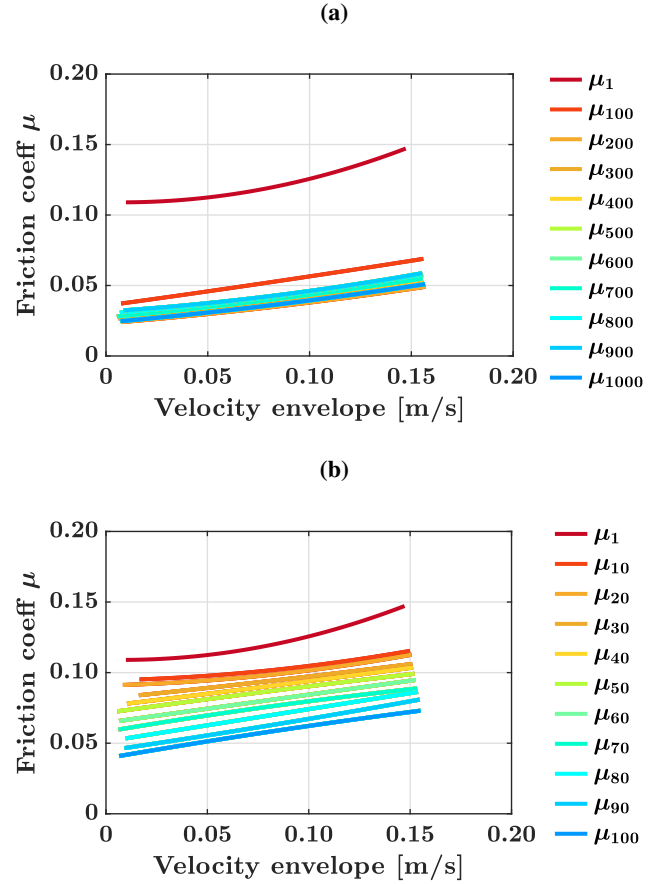 (a)
0.20
0.15
0.10
0.05
0
Friction coeff μ
0 0.05 0.10 0.15 0.20
Velocity envelope [m/s]
μ1
μ100
μ200
μ300
μ400
μ500
μ600
μ700
μ800
μ900
μ1000
(b)
0.20
0.15
0.10
0.05
0
Friction coeff μ
0 0.05 0.10 0.15 0.20
Velocity envelope [m/s]
μ1
μ10
μ20
μ30
μ40
μ50
μ60
μ70
μ80
μ90
μ100